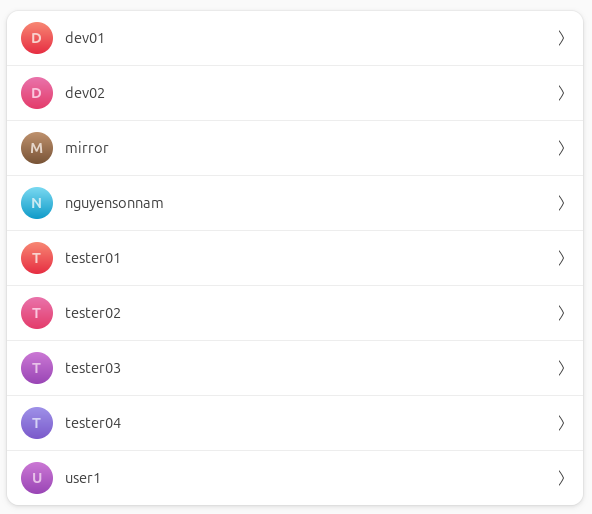 D dev01
D dev02
M mirror
N nguyensonnam
T tester01
T tester02
T tester03
T tester04
U user1